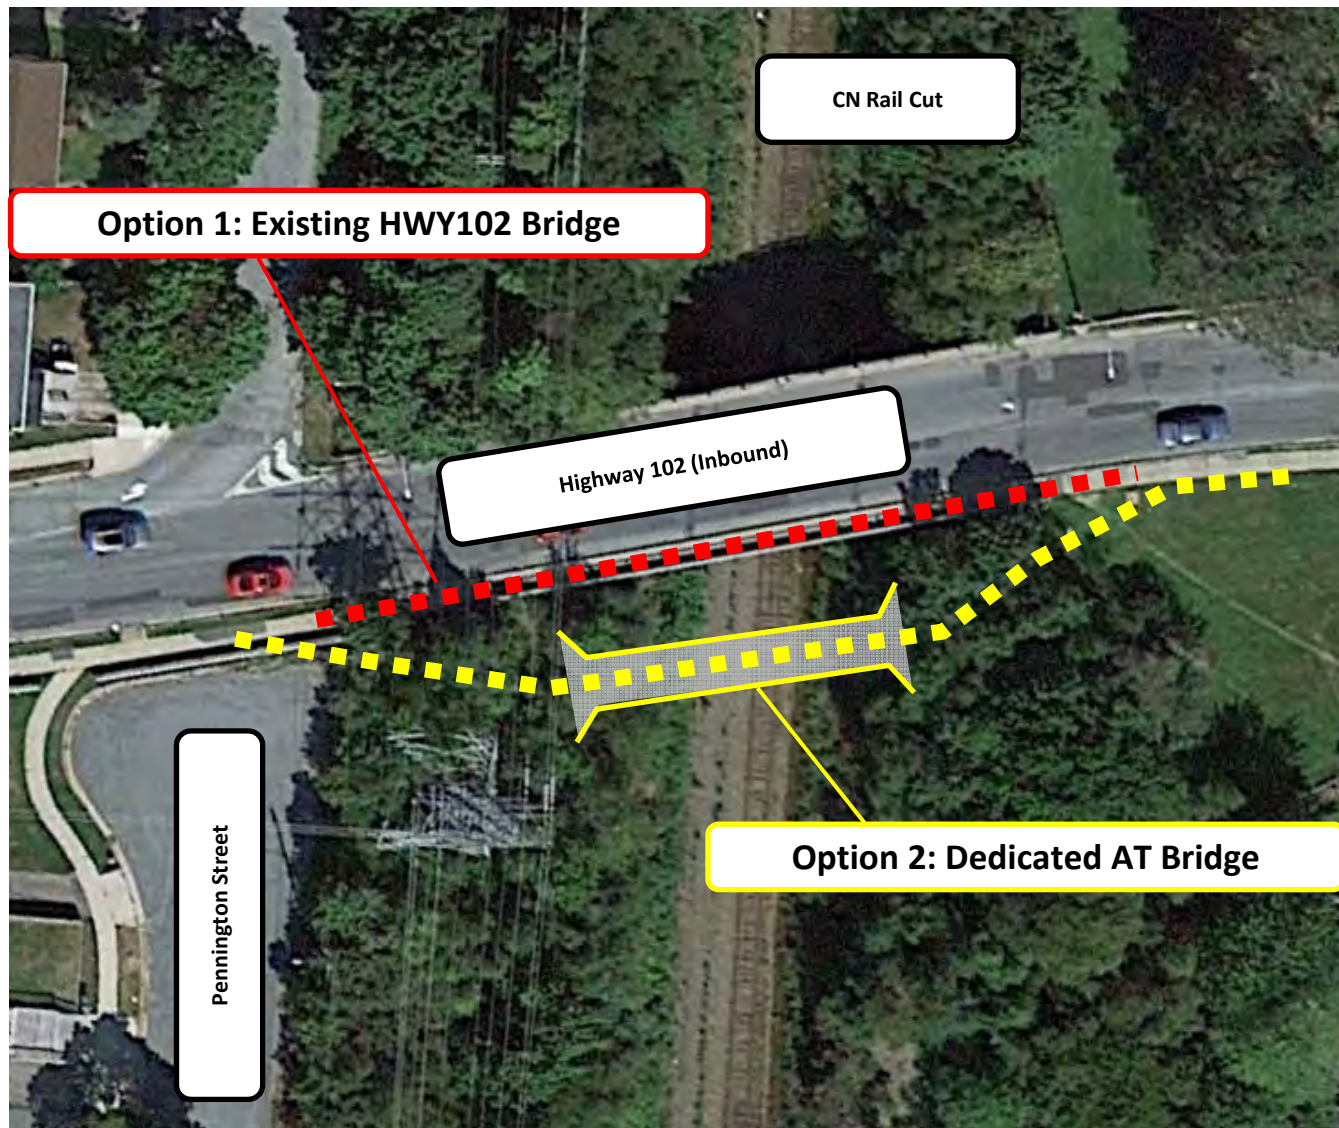 CN Rail Cut
Option 1: Existing HWY102 Bridge
Highway 102 (Inbound)
Pennington Street
Option 2: Dedicated AT Bridge